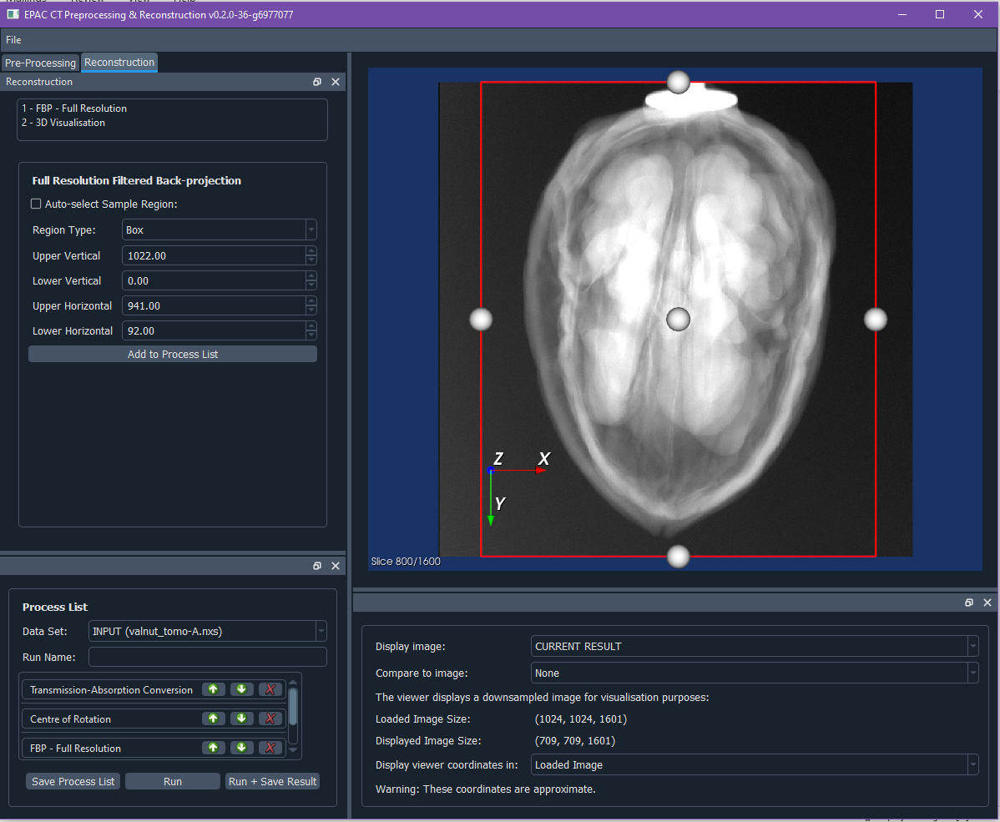 EPAC CT Preprocessing & Reconstruction v0.2.0-36-g6977077
File
Pre-Processing Reconstruction
Reconstruction
1 - FBP - Full Resolution
2 - 3D Visualisation
Full Resolution Filtered Back-projection
Auto-select Sample Region:
Region Type: Box
Upper Vertical 1022.00
Lower Vertical 0.00
Upper Horizontal 941.00
Lower Horizontal 92.00
Add to Process List
Z X
Y
Slice 800/1600
Process List
Data Set: INPUT (valnut_tomo-A.nxs)
Run Name:
Transmission-Absorption Conversion
Centre of Rotation
FBP - Full Resolution
Save Process List Run Run + Save Result
Display image: CURRENT RESULT
Compare to image: None
The viewer displays a downsampled image for visualisation purposes:
Loaded Image Size: (1024, 1024, 1601)
Displayed Image Size: (709, 709, 1601)
Display viewer coordinates in: Loaded Image
Warning: These coordinates are approximate.